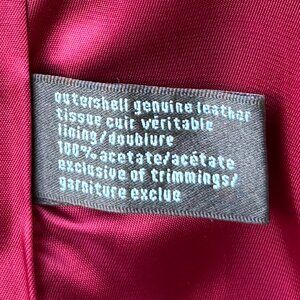 outershell genuine leather
tissue cuir véritable
lining/doublure
100% acetate/acétate
exclusive of trimmings/
garniture exclue